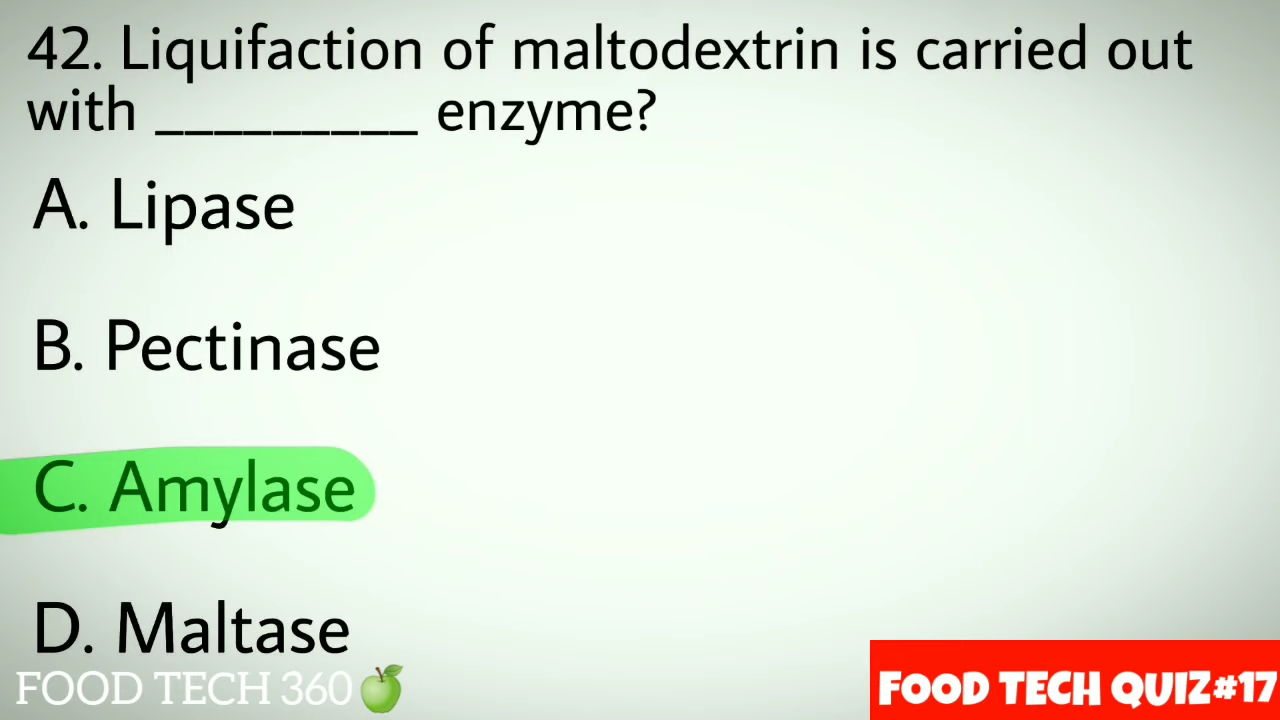 42. Liquifaction of maltodextrin is carried out
with _________ enzyme?
A. Lipase
B. Pectinase
C. Amylase
D. Maltase
FOOD TECH 360
FOOD TECH QUIZ#17